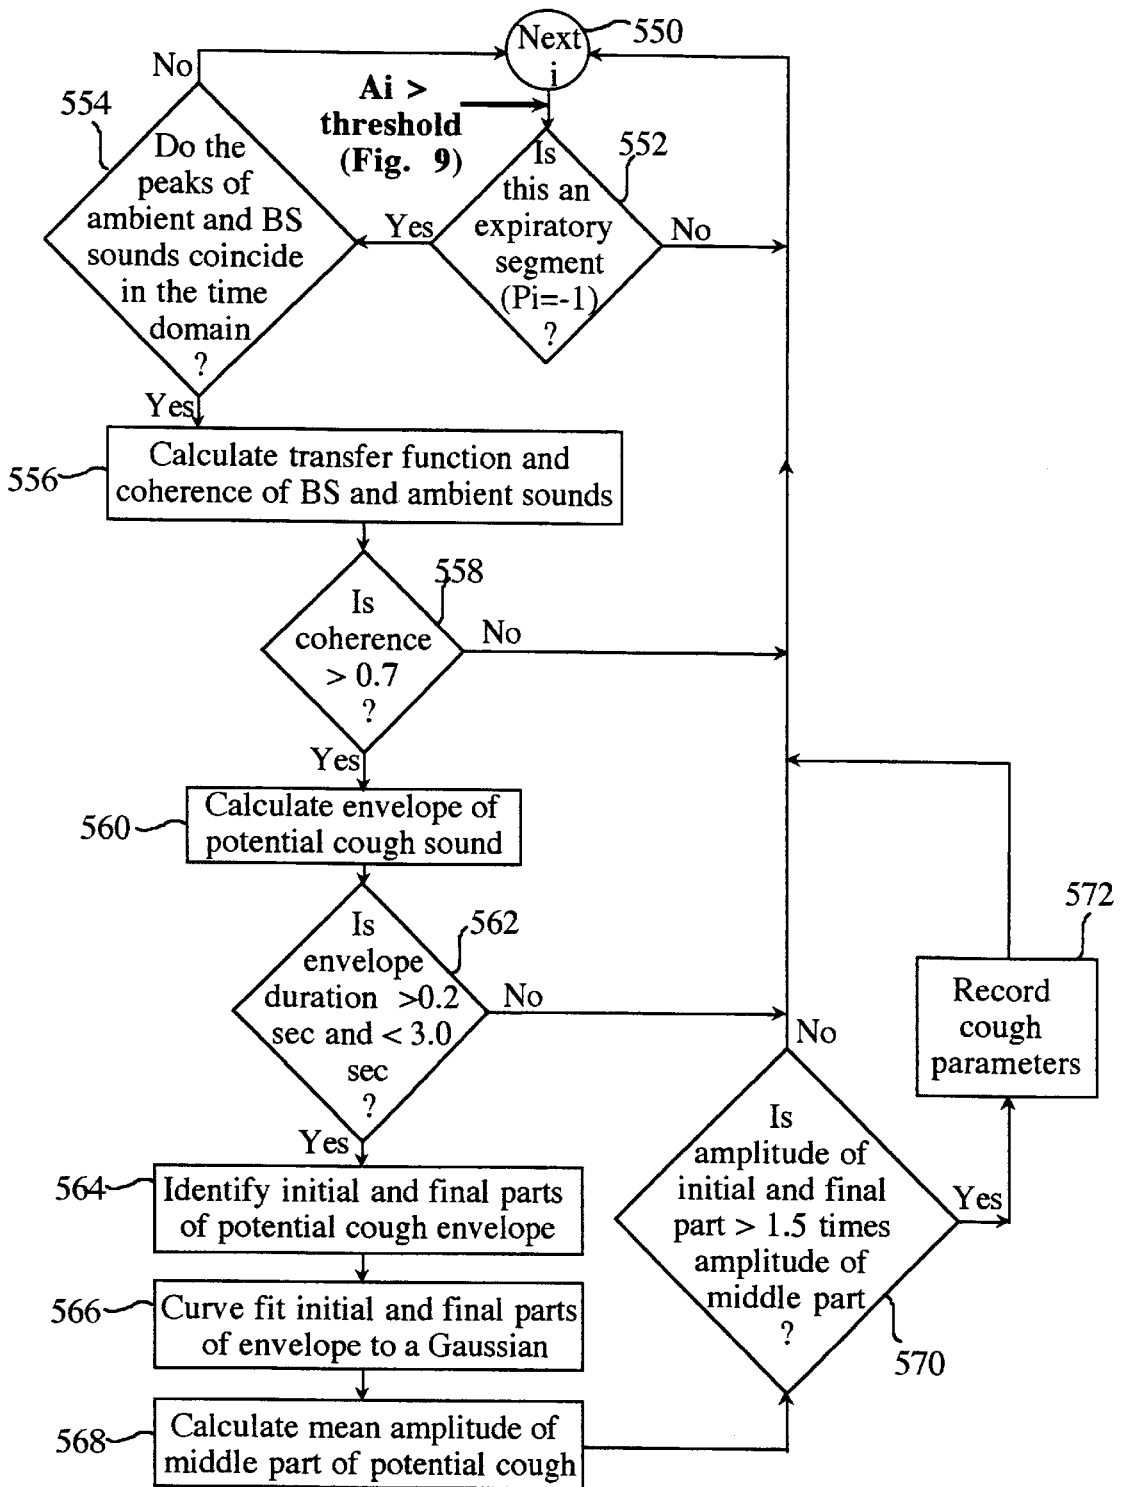 Next
i
550
Ai >
threshold
(Fig. 9)
No
554
Do the
peaks of
ambient and BS
sounds coincide
in the time
domain
?
Yes
552
Is
this an
expiratory
segment
(Pi=-1)
?
No
Yes
556
Calculate transfer function and
coherence of BS and ambient sounds
558
Is
coherence
> 0.7
?
No
Yes
560
Calculate envelope of
potential cough sound
562
Is
envelope
duration >0.2
sec and < 3.0
sec
?
No
Yes
564
Identify initial and final parts
of potential cough envelope
566
Curve fit initial and final parts
of envelope to a Gaussian
568
Calculate mean amplitude of
middle part of potential cough
No
Is
amplitude of
initial and final
part > 1.5 times
amplitude of
middle part
?
570
Yes
572
Record
cough
parameters